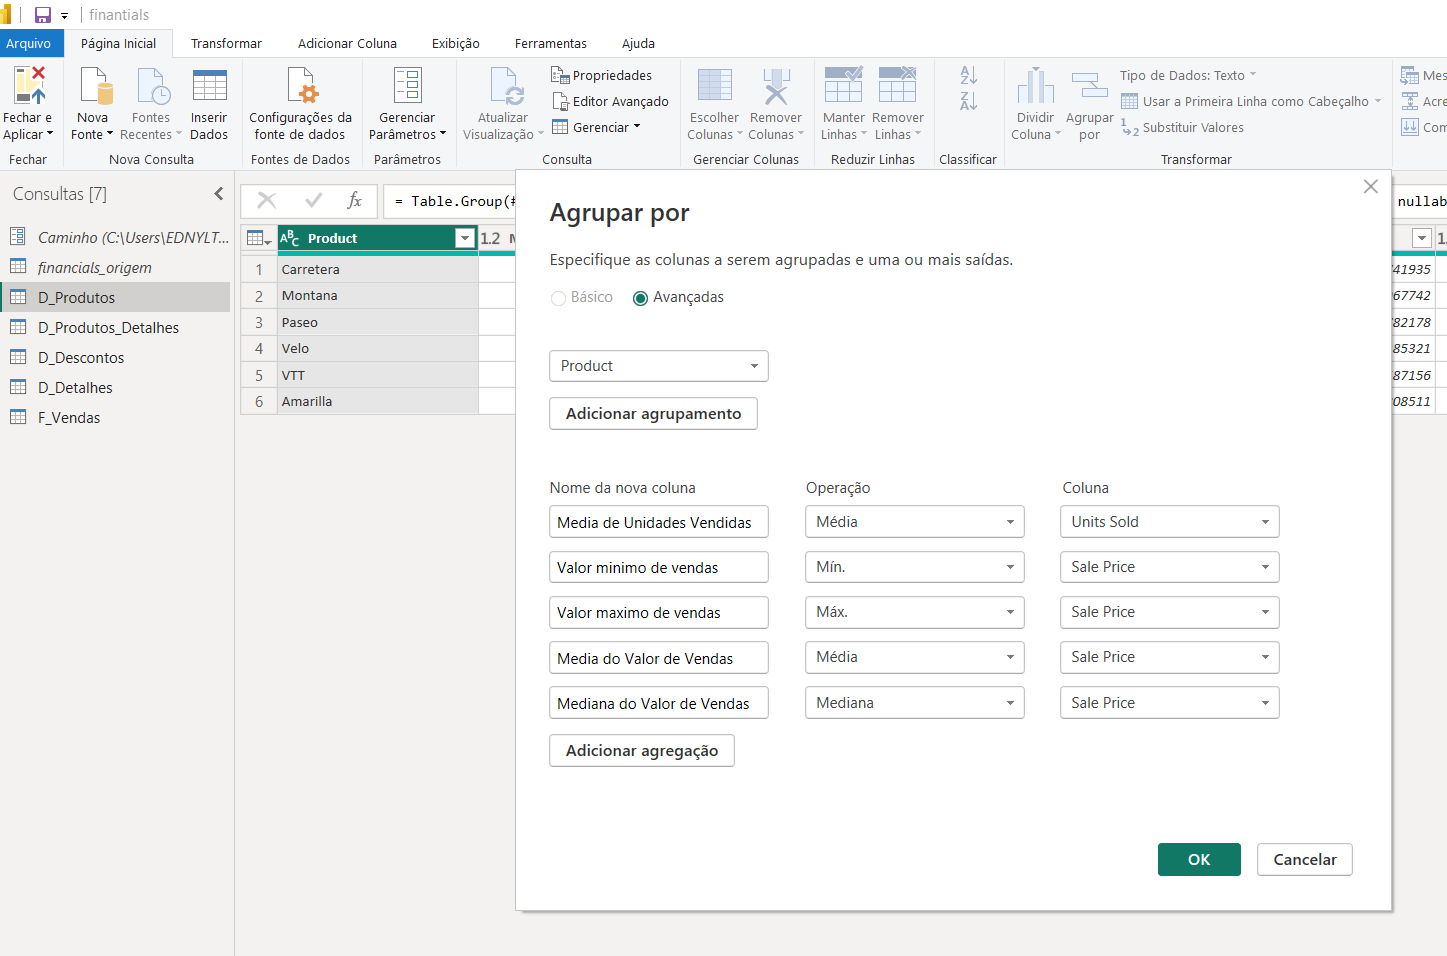 finantials
Arquivo
Página Inicial
Transformar
Adicionar Coluna
Exibição
Ferramentas
Ajuda
Fechar e
Aplicar
Fechar
Nova
Fonte
Fontes
Recentes
Inserir
Dados
Nova Consulta
Configurações da
fonte de dados
Fontes de Dados
Gerenciar
Parâmetros
Parâmetros
Atualizar
Visualização
Propriedades
Editor Avançado
Gerenciar
Consulta
Escolher
Colunas
Remover
Colunas
Gerenciar Colunas
Manter
Linhas
Remover
Linhas
Reduzir Linhas
Classificar
Dividir
Coluna
Agrupar
por
Tipo de Dados: Texto
Usar a Primeira Linha como Cabeçalho
Substituir Valores
Transformar
Mes
Acre
Com
Consultas [7]
Caminho (C:\Users\EDNYLT...
financials_origem
D_Produtos
D_Produtos_Detalhes
D_Descontos
D_Detalhes
F_Vendas
fx
= Table.Group(#
nullab
ABC Product
1.2
1 Carretera
2 Montana
3 Paseo
4 Velo
5 VTT
6 Amarilla
41935
67742
82178
85321
87156
08511
Agrupar por
Especifique as colunas a serem agrupadas e uma ou mais saídas.
Básico
Avançadas
Product
Adicionar agrupamento
Nome da nova coluna Operação Coluna
Media de Unidades Vendidas Média Units Sold
Valor minimo de vendas Mín. Sale Price
Valor maximo de vendas Máx. Sale Price
Media do Valor de Vendas Média Sale Price
Mediana do Valor de Vendas Mediana Sale Price
Adicionar agregação
OK
Cancelar